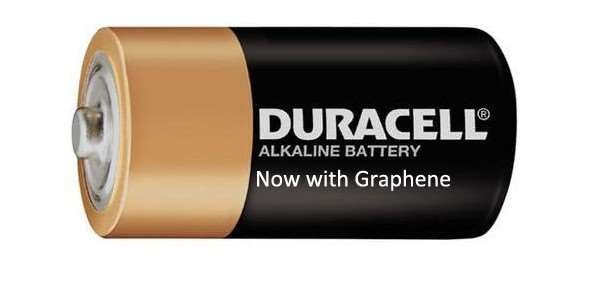 DURACELL®
ALKALINE BATTERY
Now with Graphene